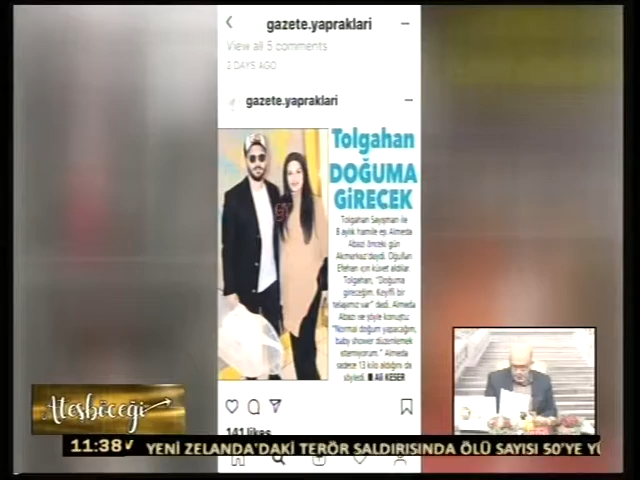 gazete.yapraklari
View all 5 comments
2 DAYS AGO
gazete.yapraklari
Tolgahan
DOĞUMA
GİRECEK
Tolgahan Sayışman ile
8 aylık hamile eşi Almeda
Abazi önceki gün
Akmerkez'deydi. Oğulları
Efehan için küvet aldılar.
Tolgahan, "Doğuma
gireceğim. Keyifli bir
telaşımız var" dedi. Almeda
Abazi ise şöyle konuştu:
"Normal doğum yapacağım,
baby shower düzenlemek
istemiyorum." Almeda
sadece 13 kilo aldığını da
söyledi. ■ Ali KESER
141 likes
Ateşböceği
11:38 YENİ ZELANDA'DAKİ TERÖR SALDIRISINDA ÖLÜ SAYISI 50'YE YÜ